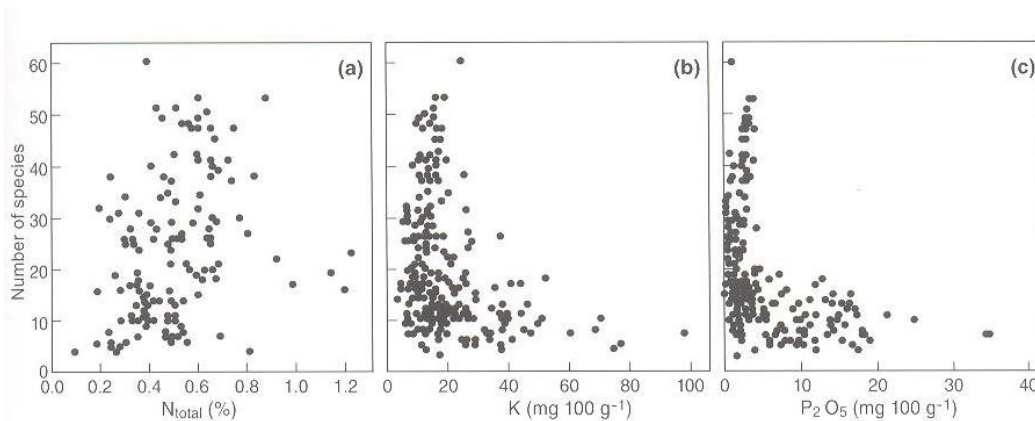 (a)
(b)
(c)
Number of species
60
50
40
30
20
10
0
0.0 0.2 0.4 0.6 0.8 1.0 1.2
N total (%)
0 20 40 60 80 100
K (mg 100 g-1)
0 10 20 30 40
P2 O5 (mg 100 g-1)